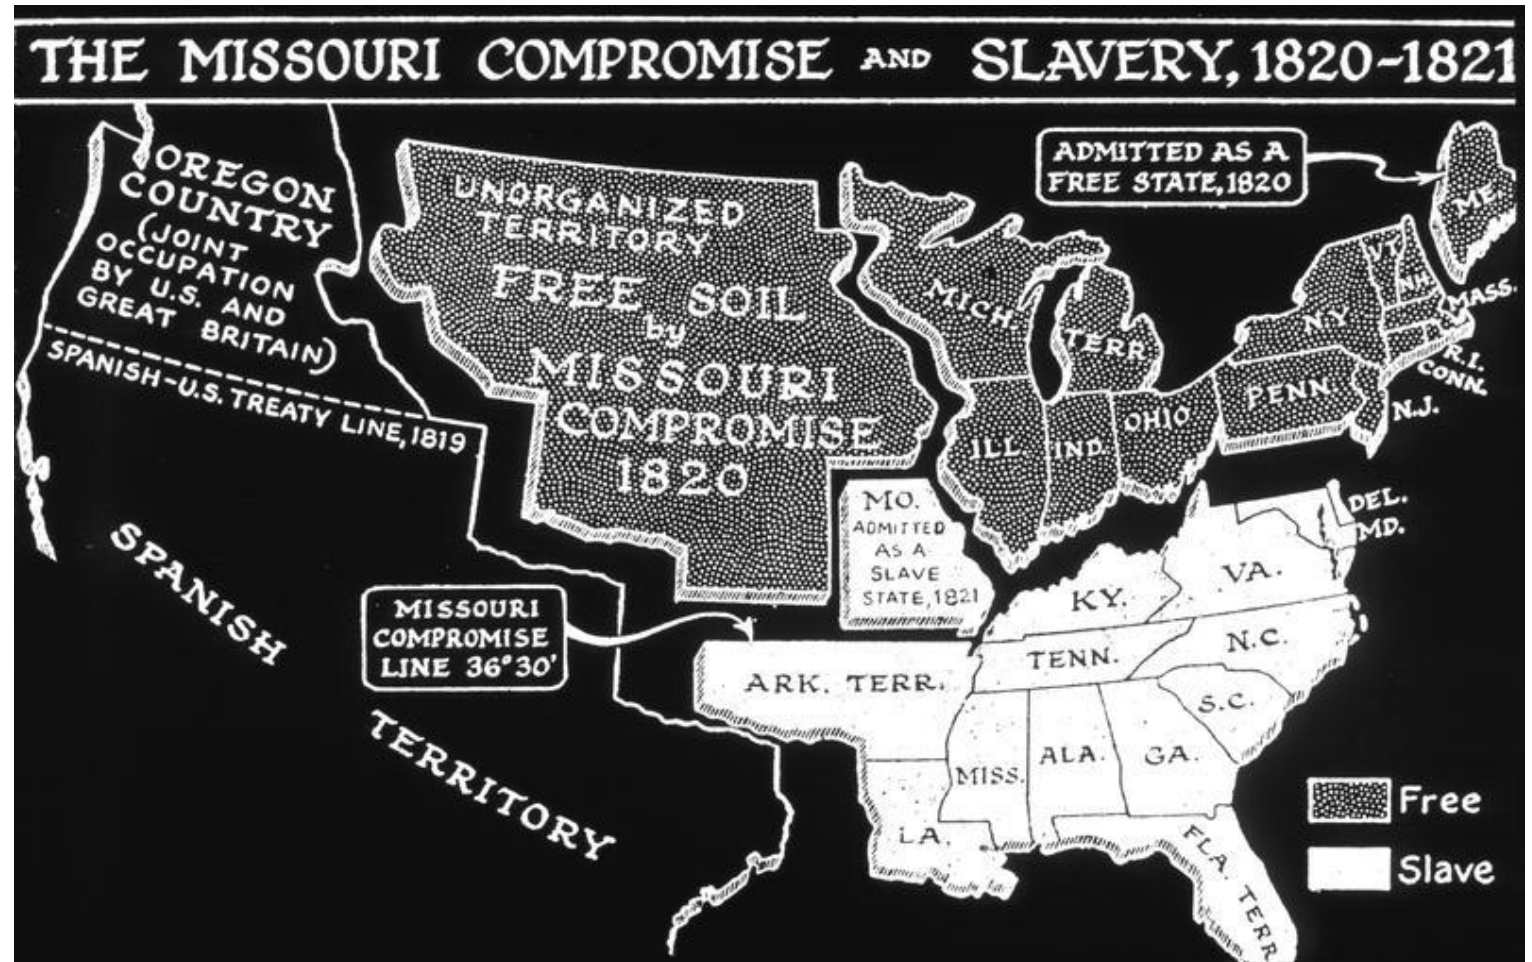 THE MISSOURI COMPROMISE AND SLAVERY, 1820-1821
OREGON
COUNTRY
(JOINT
OCCUPATION
BY U.S. AND
GREAT BRITAIN)
SPANISH-U.S. TREATY LINE, 1819
SPANISH
TERRITORY
UNORGANIZED
TERRITORY
FREE SOIL
by
MISSOURI
COMPROMISE
1820
MISSOURI
COMPROMISE
LINE 36°30'
ADMITTED AS A
FREE STATE, 1820
ME.
VT.
N.H.
MASS.
R.I.
CONN.
N.Y.
N.J.
PENN.
MICH.
TERR.
OHIO
IND.
ILL.
MO.
ADMITTED
AS A
SLAVE
STATE, 1821
DEL.
MD.
VA.
KY.
N.C.
TENN.
S.C.
ARK. TERR.
MISS.
ALA.
GA.
LA.
FLA. TERR.
Free
Slave